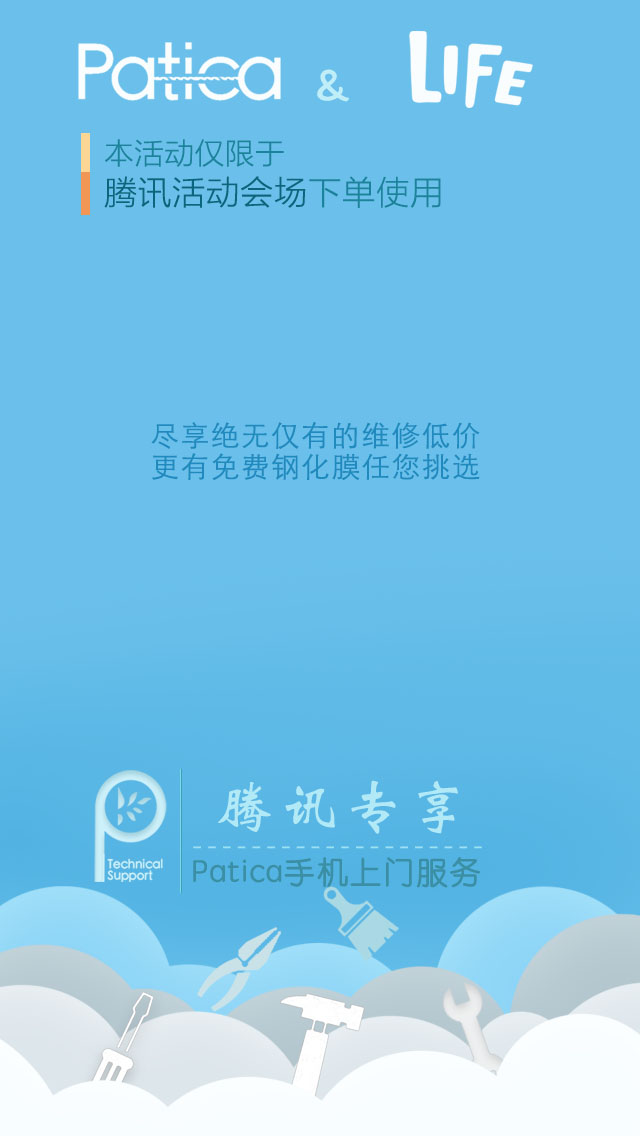 Patica & LIFE
本活动仅限于
腾讯活动会场下单使用
尽享绝无仅有的维修低价
更有免费钢化膜任您挑选
腾讯专享
Technical
Support
Patica手机上门服务